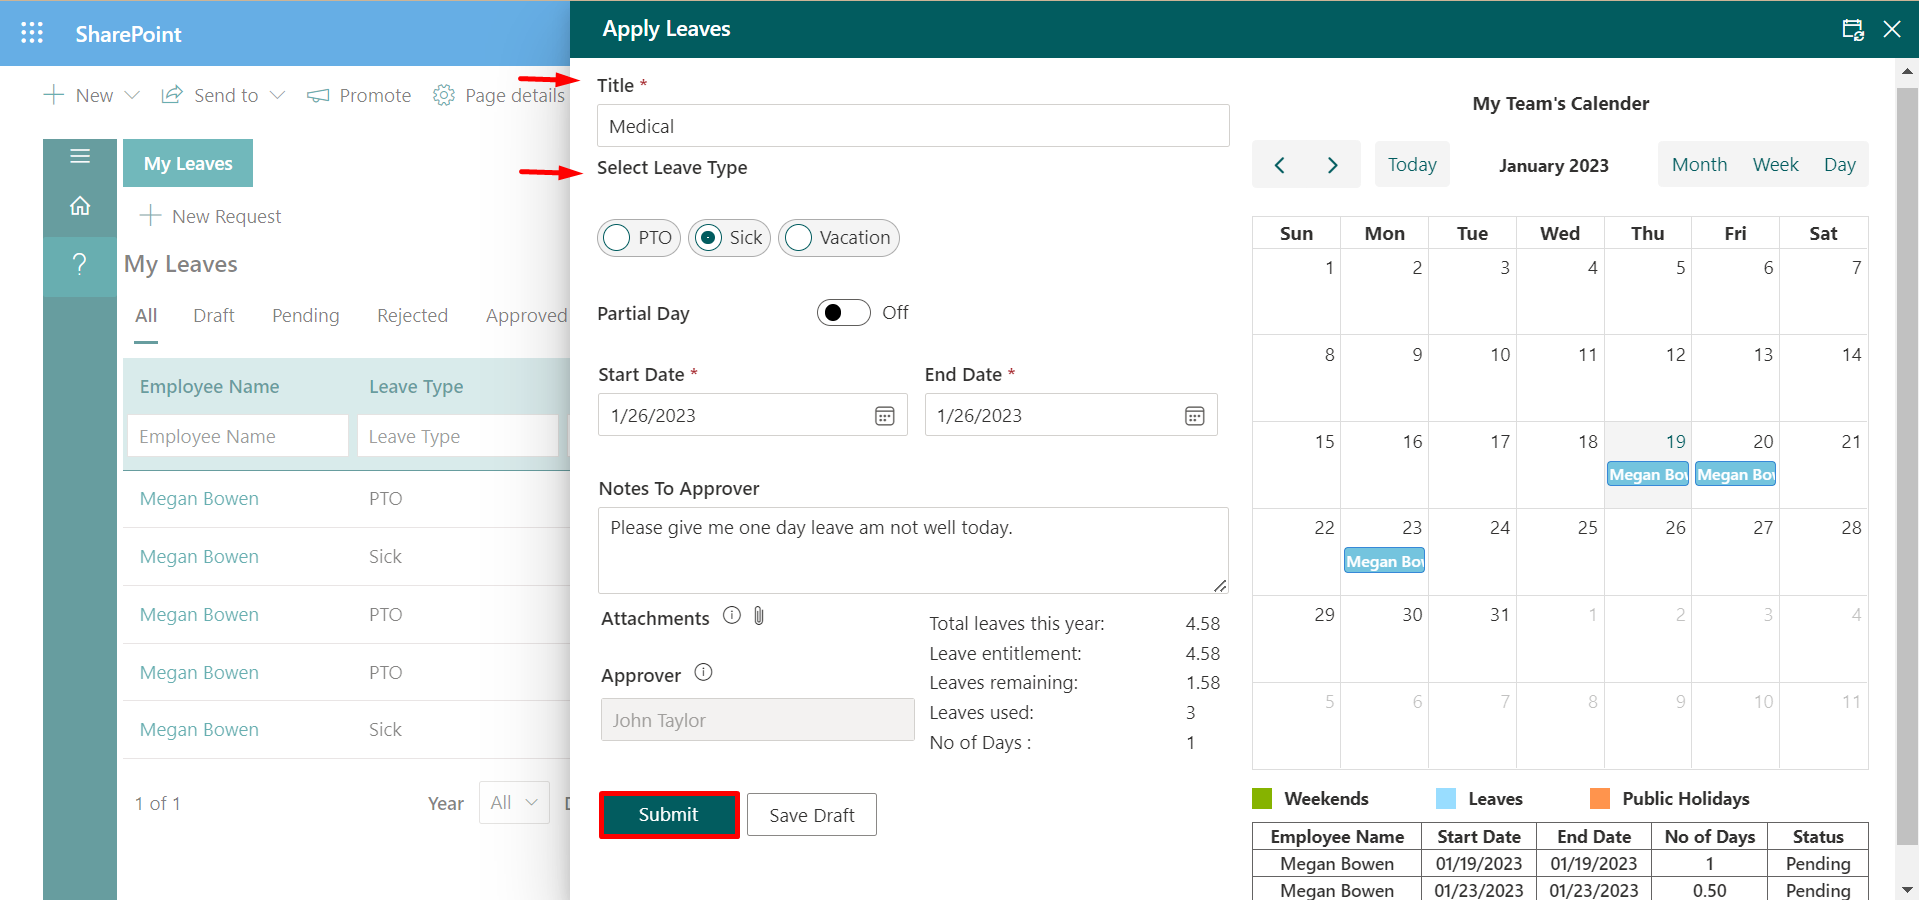 SharePoint
New
Send to
Promote
Page details
My Leaves
New Request
?
My Leaves
All Draft Pending Rejected Approved
Employee Name Leave Type
Employee Name Leave Type
Megan Bowen PTO
Megan Bowen Sick
Megan Bowen PTO
Megan Bowen PTO
Megan Bowen Sick
1 of 1 Year All
Apply Leaves
Title *
Medical
Select Leave Type
PTO Sick Vacation
Partial Day Off
Start Date * End Date *
1/26/2023 1/26/2023
Notes To Approver
Please give me one day leave am not well today.
Attachments
Approver
John Taylor
Total leaves this year: 4.58
Leave entitlement: 4.58
Leaves remaining: 1.58
Leaves used: 3
No of Days : 1
Submit Save Draft
My Team's Calender
Today January 2023 Month Week Day
Sun Mon Tue Wed Thu Fri Sat
1 2 3 4 5 6 7
8 9 10 11 12 13 14
15 16 17 18 19 20 21
Megan Bow Megan Bow
22 23 24 25 26 27 28
Megan Bow
29 30 31 1 2 3 4
5 6 7 8 9 10 11
Weekends Leaves Public Holidays
Employee Name Start Date End Date No of Days Status
Megan Bowen 01/19/2023 01/19/2023 1 Pending
Megan Bowen 01/23/2023 01/23/2023 0.50 Pending